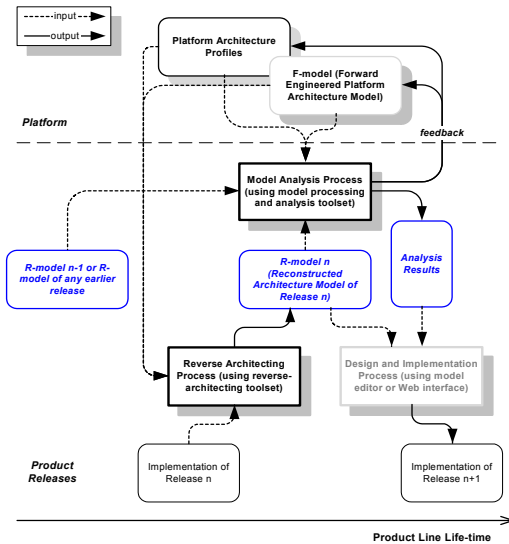 input
output
Platform Architecture
Profiles
F-model (Forward
Engineered Platform
Architecture Model)
Platform
feedback
Model Analysis Process
(using model processing
and analysis toolset)
R-model n-1 or R-
model of any earlier
release
R-model n
(Reconstructed
Architecture Model of
Release n)
Analysis
Results
Reverse Architecting
Process (using reverse-
architecting toolset)
Design and Implementation
Process (using model
editor or Web interface)
Product
Releases
Implementation of
Release n
Implementation of
Release n+1
Product Line Life-time